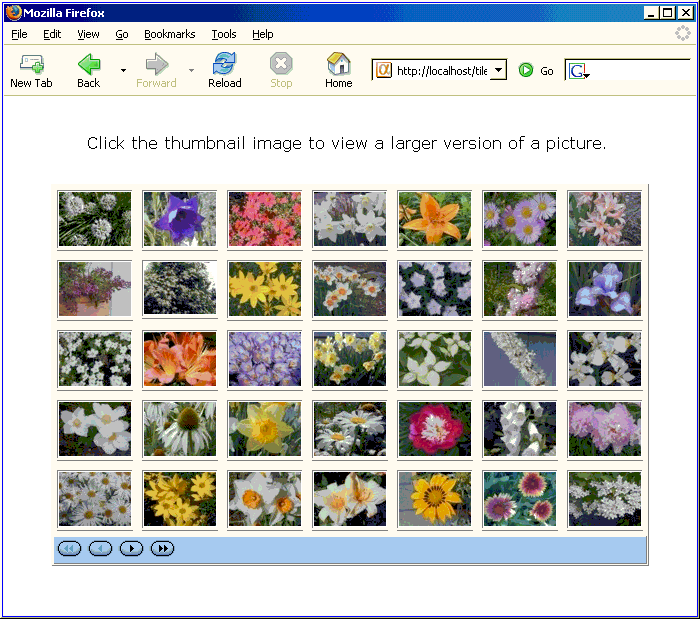 Mozilla Firefox
File Edit View Go Bookmarks Tools Help
New Tab Back Forward Reload Stop Home http://localhost/tile Go
Click the thumbnail image to view a larger version of a picture.